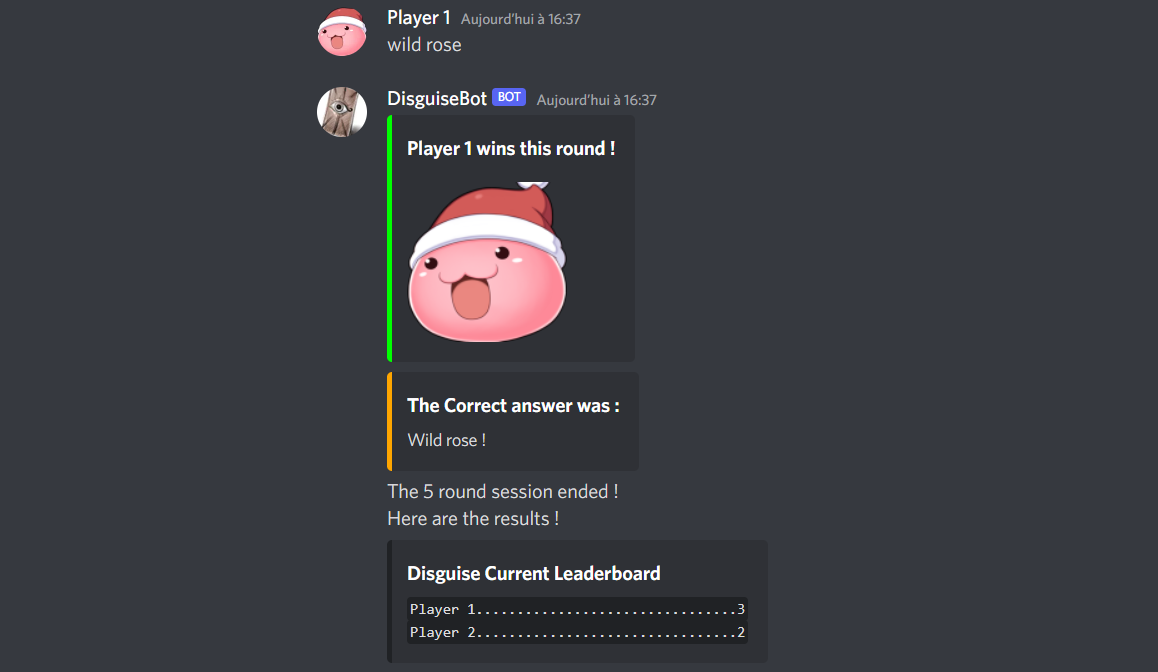 Player 1 Aujourd'hui à 16:37
wild rose
DisguiseBot BOT Aujourd'hui à 16:37
Player 1 wins this round !
The Correct answer was :
Wild rose !
The 5 round session ended !
Here are the results !
Disguise Current Leaderboard
Player 1................................3
Player 2................................2